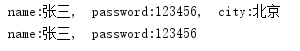 name:张三,  password:123456,  city:北京
name:张三,  password:123456